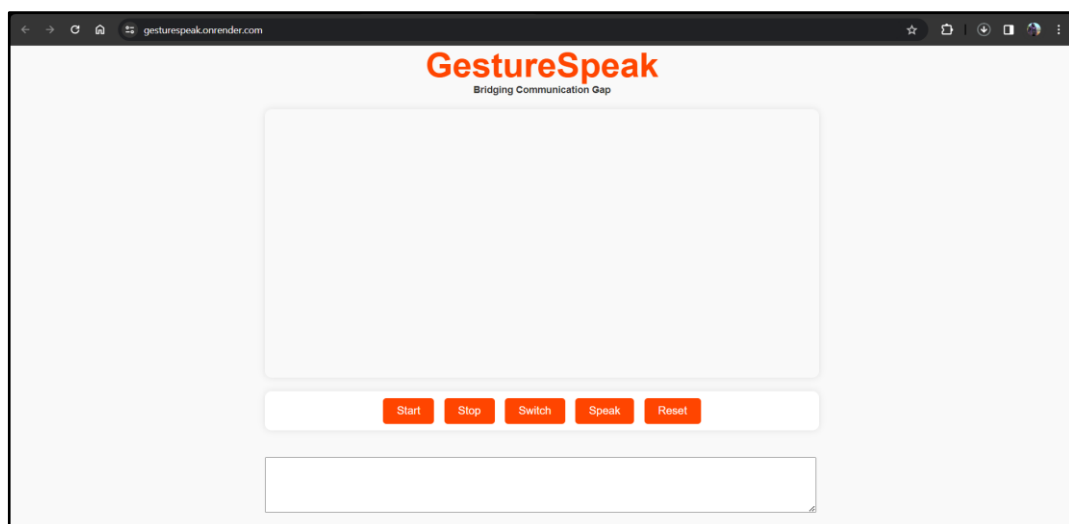 gesturespeak.onrender.com
GestureSpeak
Bridging Communication Gap
Start Stop Switch Speak Reset